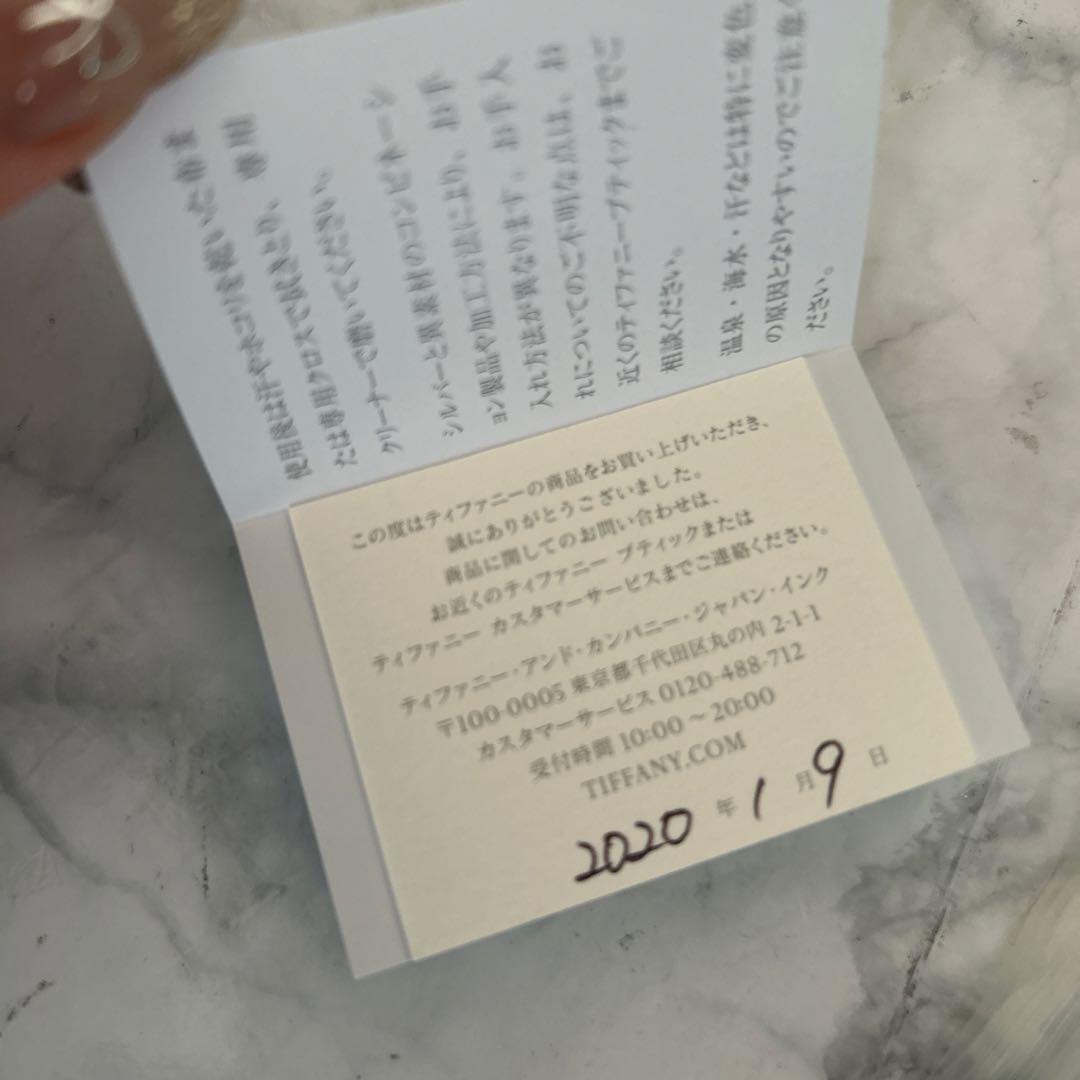 使用後は汗やホコリを乾いた布ま
たは専用クロスで拭きとり、専用
クリーナーで磨いてください。
シルバーと異素材のコンビネーシ
ョン製品や加工方法により、お手
入れ方法が異なります。お手入
れについてのご不明な点は、お
近くのティファニーブティックまでご
相談ください。
温泉・海水・汗などは特に変色
の原因となりやすいのでご注意く
ださい。
この度はティファニーの商品をお買い上げいただき、
誠にありがとうございました。
商品に関してのお問い合わせは、
お近くのティファニー ブティックまたは
ティファニー カスタマーサービスまでご連絡ください。
ティファニー・アンド・カンパニー・ジャパン・インク
〒100-0005 東京都千代田区丸の内 2-1-1
カスタマーサービス 0120-488-712
受付時間 10:00 ~ 20:00
TIFFANY.COM
2020 年 1 月 9 日